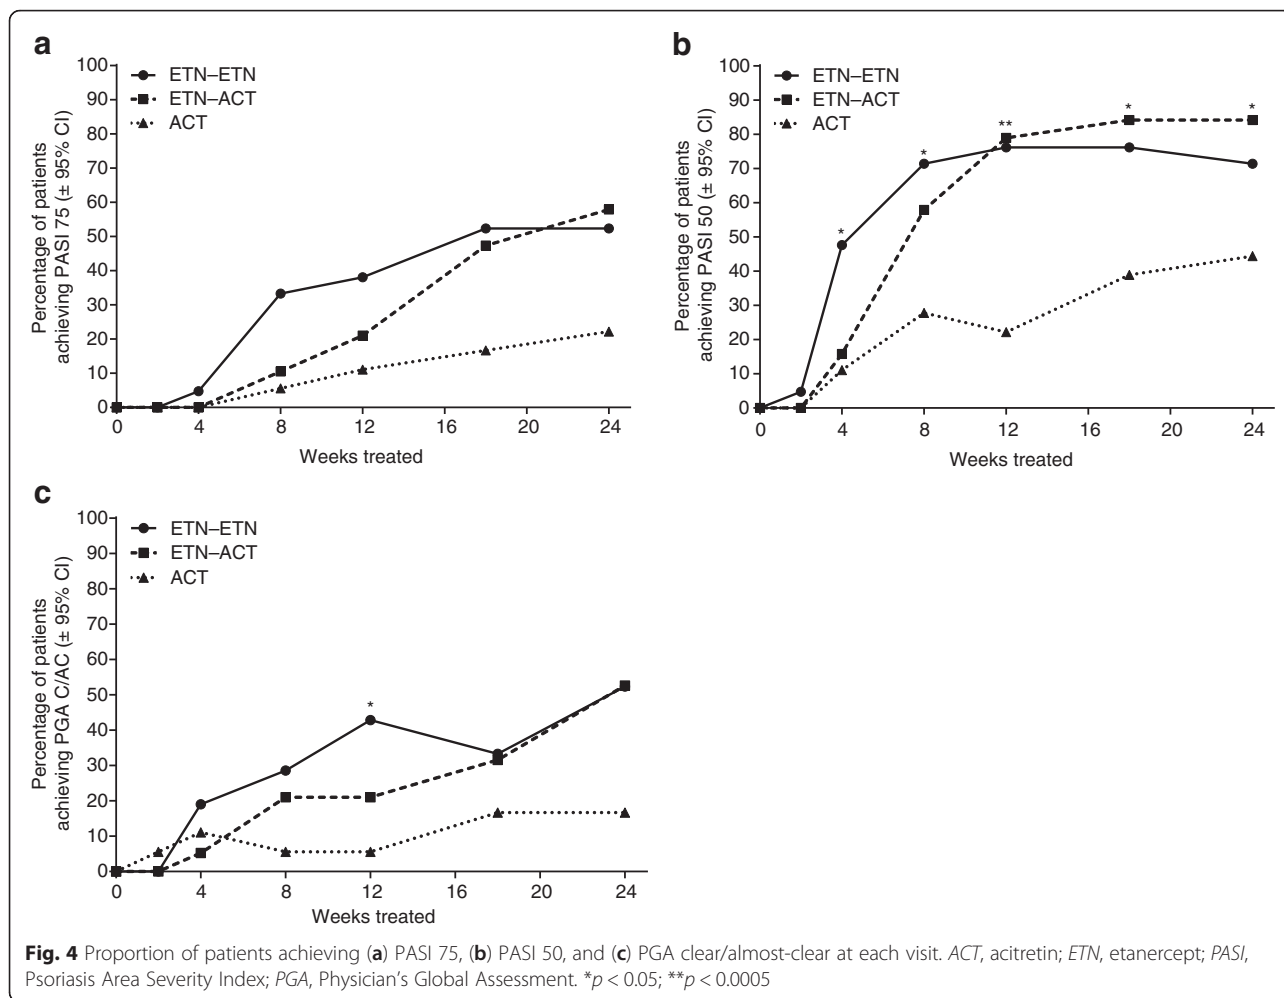 a
Percentage of patients
achieving PASI 75 (± 95% CI)
100
90
80
70
60
50
40
30
20
10
0
ETN–ETN
ETN–ACT
ACT
0 4 8 12 16 20 24
Weeks treated
b
Percentage of patients
achieving PASI 50 (± 95% CI)
100
90
80
70
60
50
40
30
20
10
0
ETN–ETN
ETN–ACT
ACT
* * ** * *
0 4 8 12 16 20 24
Weeks treated
c
Percentage of patients
achieving PGA C/AC (± 95% CI)
100
90
80
70
60
50
40
30
20
10
0
ETN–ETN
ETN–ACT
ACT
*
0 4 8 12 16 20 24
Weeks treated
Fig. 4 Proportion of patients achieving (a) PASI 75, (b) PASI 50, and (c) PGA clear/almost-clear at each visit. ACT, acitretin; ETN, etanercept; PASI,
Psoriasis Area Severity Index; PGA, Physician's Global Assessment. *p < 0.05; **p < 0.0005